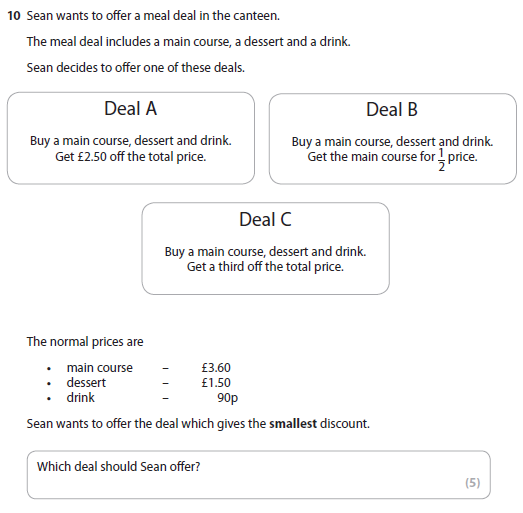 10 Sean wants to offer a meal deal in the canteen.
The meal deal includes a main course, a dessert and a drink.
Sean decides to offer one of these deals.
Deal A
Buy a main course, dessert and drink.
Get £2.50 off the total price.
Deal B
Buy a main course, dessert and drink.
Get the main course for 1/2 price.
Deal C
Buy a main course, dessert and drink.
Get a third off the total price.
The normal prices are
• main course – £3.60
• dessert – £1.50
• drink – 90p
Sean wants to offer the deal which gives the smallest discount.
Which deal should Sean offer?
(5)